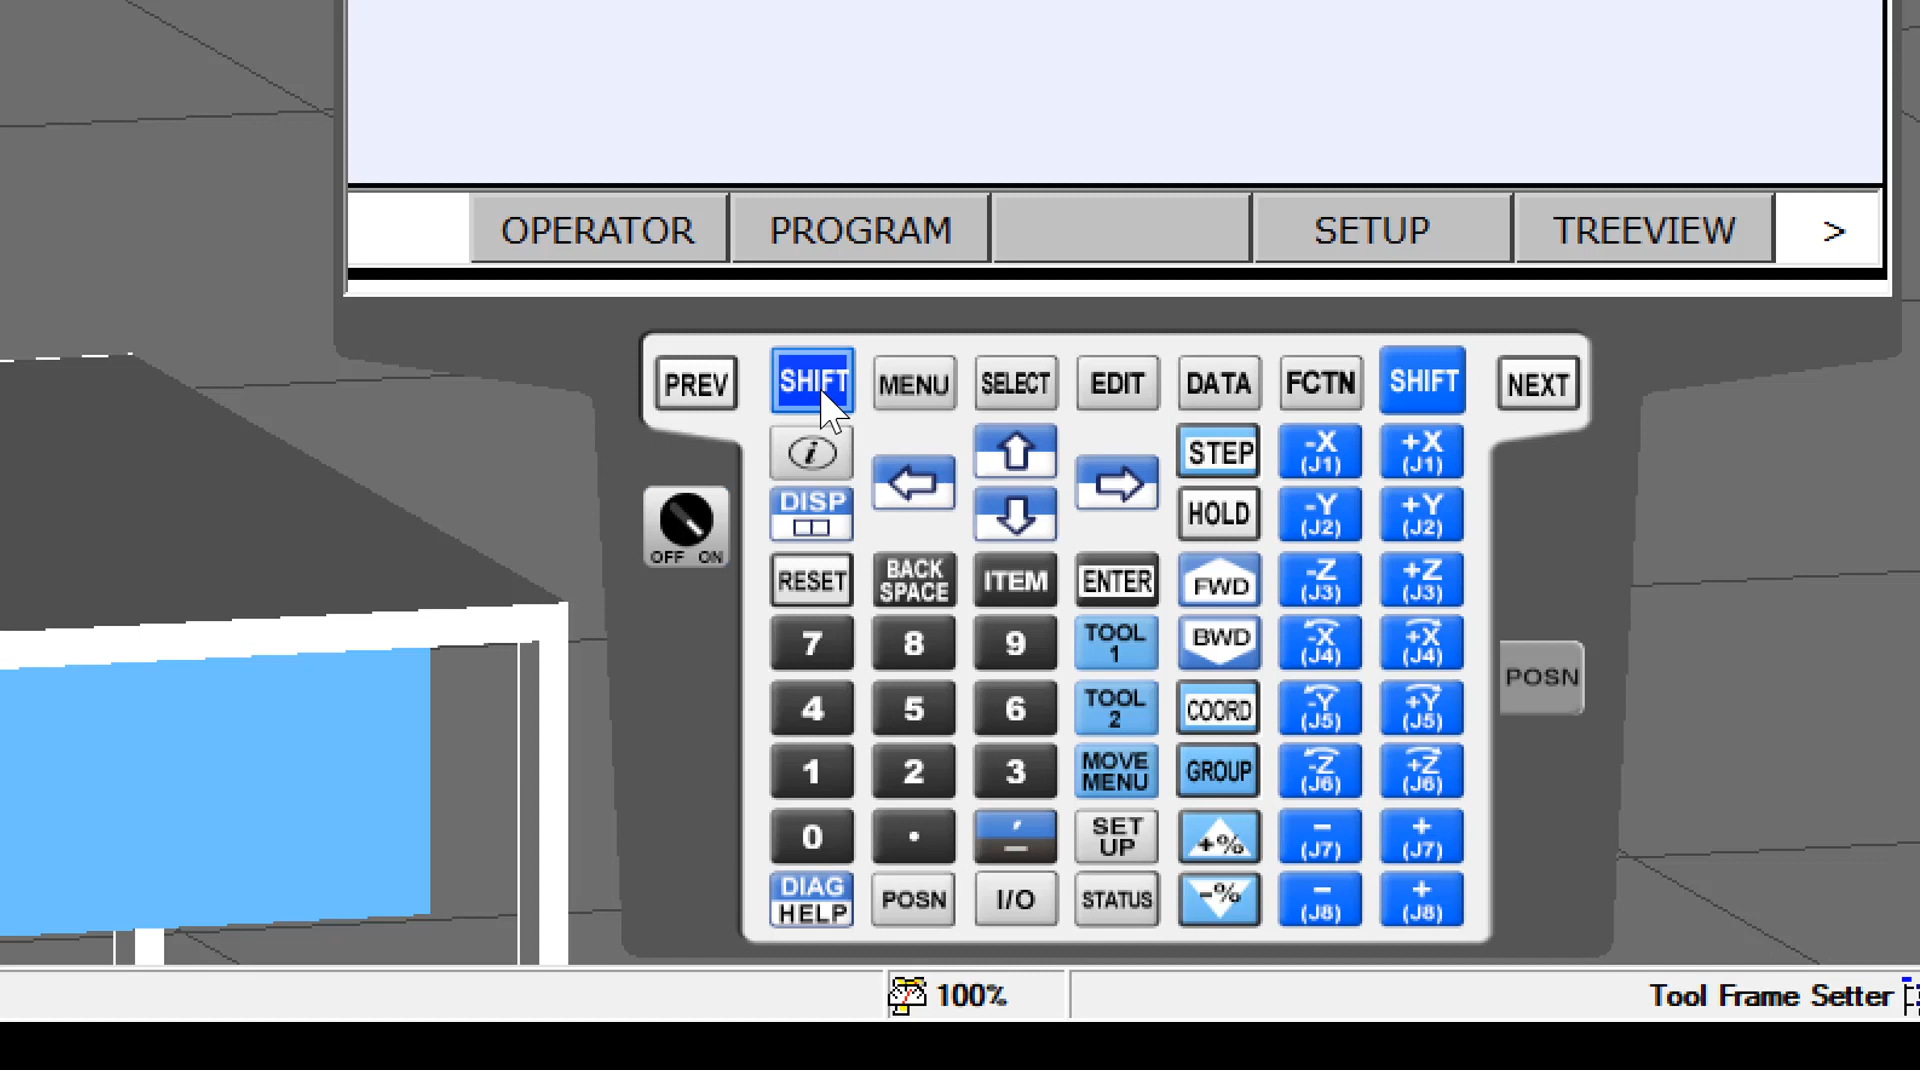 OPERATOR PROGRAM SETUP TREEVIEW >
PREV SHIFT MENU SELECT EDIT DATA FCTN SHIFT NEXT
i STEP -X (J1) +X (J1)
DISP HOLD -Y (J2) +Y (J2)
OFF ON
RESET BACK SPACE ITEM ENTER FWD -Z (J3) +Z (J3)
7 8 9 TOOL 1 BWD -X (J4) +X (J4)
POSN
4 5 6 TOOL 2 COORD -Y (J5) +Y (J5)
1 2 3 MOVE MENU GROUP -Z (J6) +Z (J6)
0 . , - SET UP +% - (J7) + (J7)
DIAG HELP POSN I/O STATUS -% - (J8) + (J8)
100% Tool Frame Setter